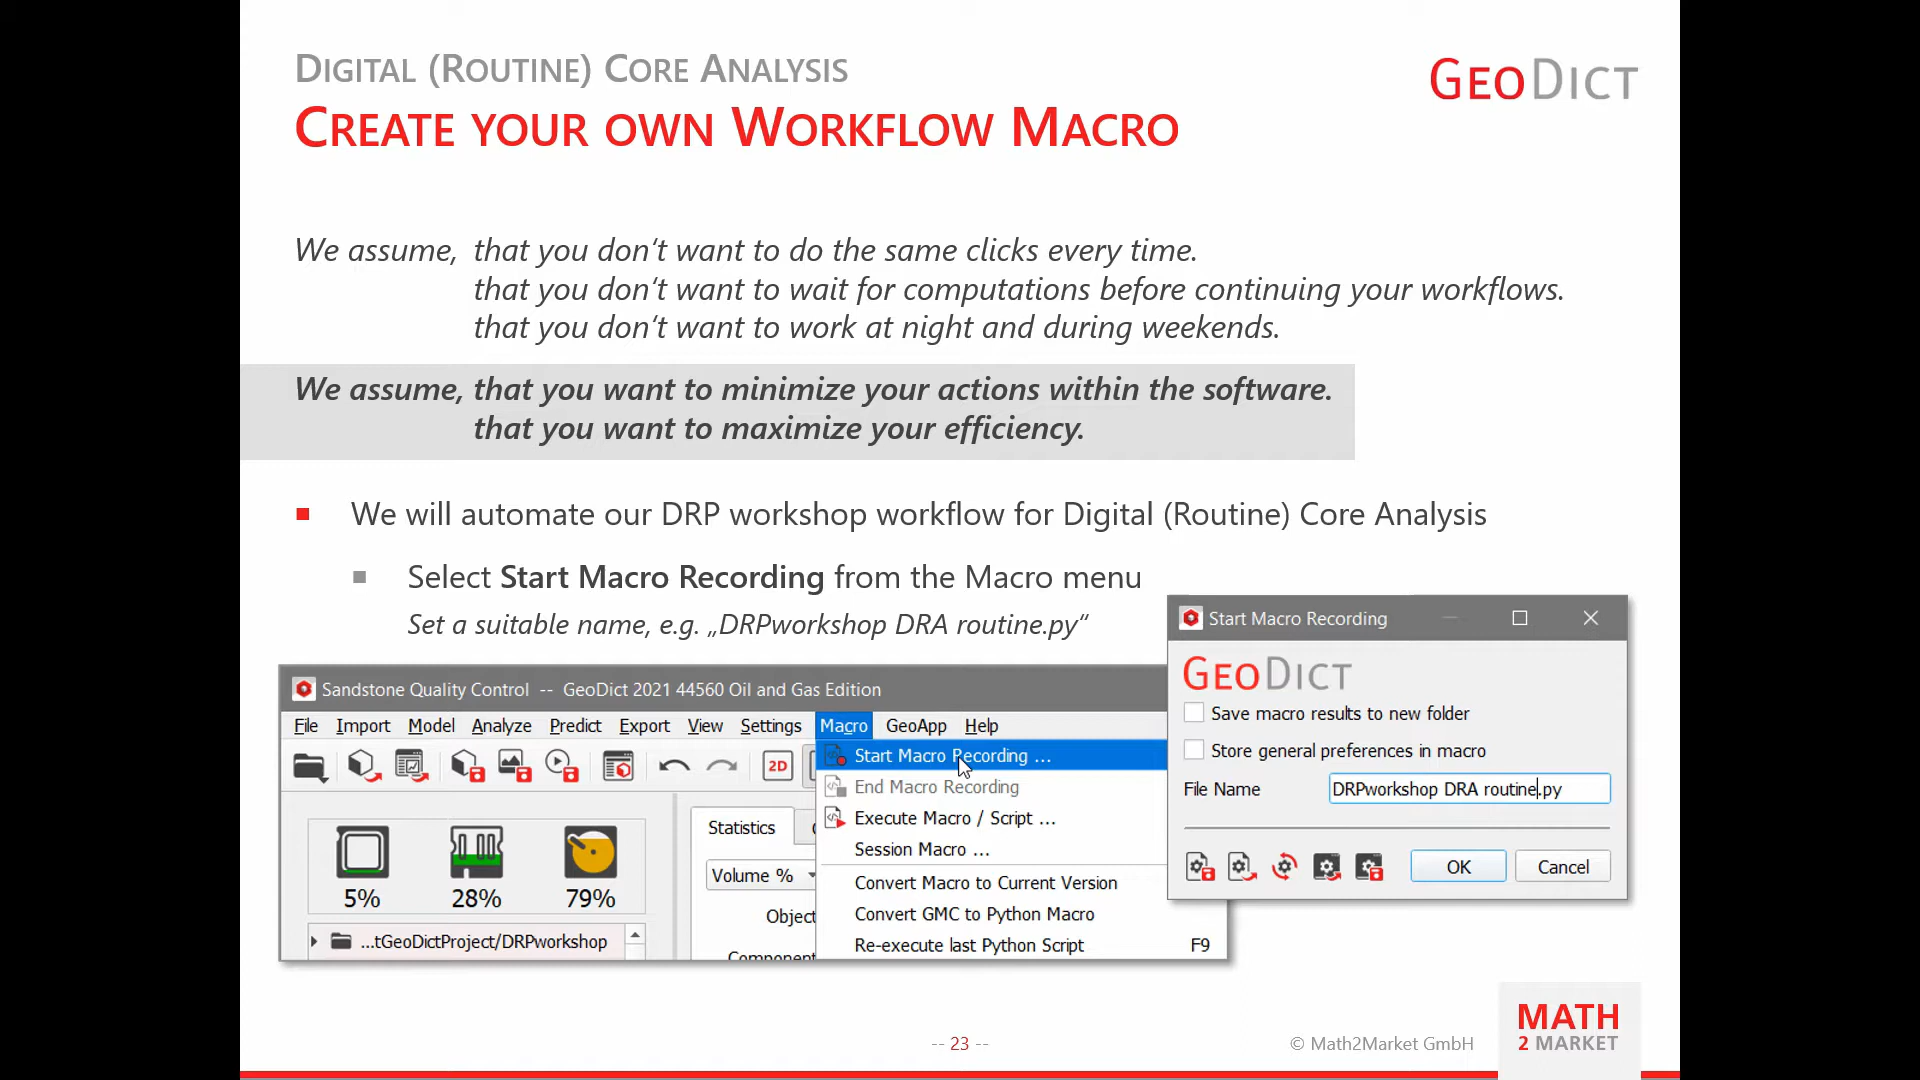 DIGITAL (ROUTINE) CORE ANALYSIS
GEODICT
CREATE YOUR OWN WORKFLOW MACRO
We assume, that you don‘t want to do the same clicks every time.
that you don‘t want to wait for computations before continuing your workflows.
that you don‘t want to work at night and during weekends.
We assume, that you want to minimize your actions within the software.
that you want to maximize your efficiency.
We will automate our DRP workshop workflow for Digital (Routine) Core Analysis
Select Start Macro Recording from the Macro menu
Set a suitable name, e.g. „DRPworkshop DRA routine.py“
Sandstone Quality Control -- GeoDict 2021 44560 Oil and Gas Edition
File Import Model Analyze Predict Export View Settings Macro GeoApp Help
2D
Start Macro Recording ...
End Macro Recording
Execute Macro / Script ...
Session Macro ...
Convert Macro to Current Version
Convert GMC to Python Macro
Re-execute last Python Script F9
5% 28% 79%
...tGeoDictProject/DRPworkshop
Statistics
Volume %
Object
Component
Start Macro Recording
GEODICT
Save macro results to new folder
Store general preferences in macro
File Name DRPworkshop DRA routine.py
OK Cancel
-- 23 --
© Math2Market GmbH
MATH
2 MARKET